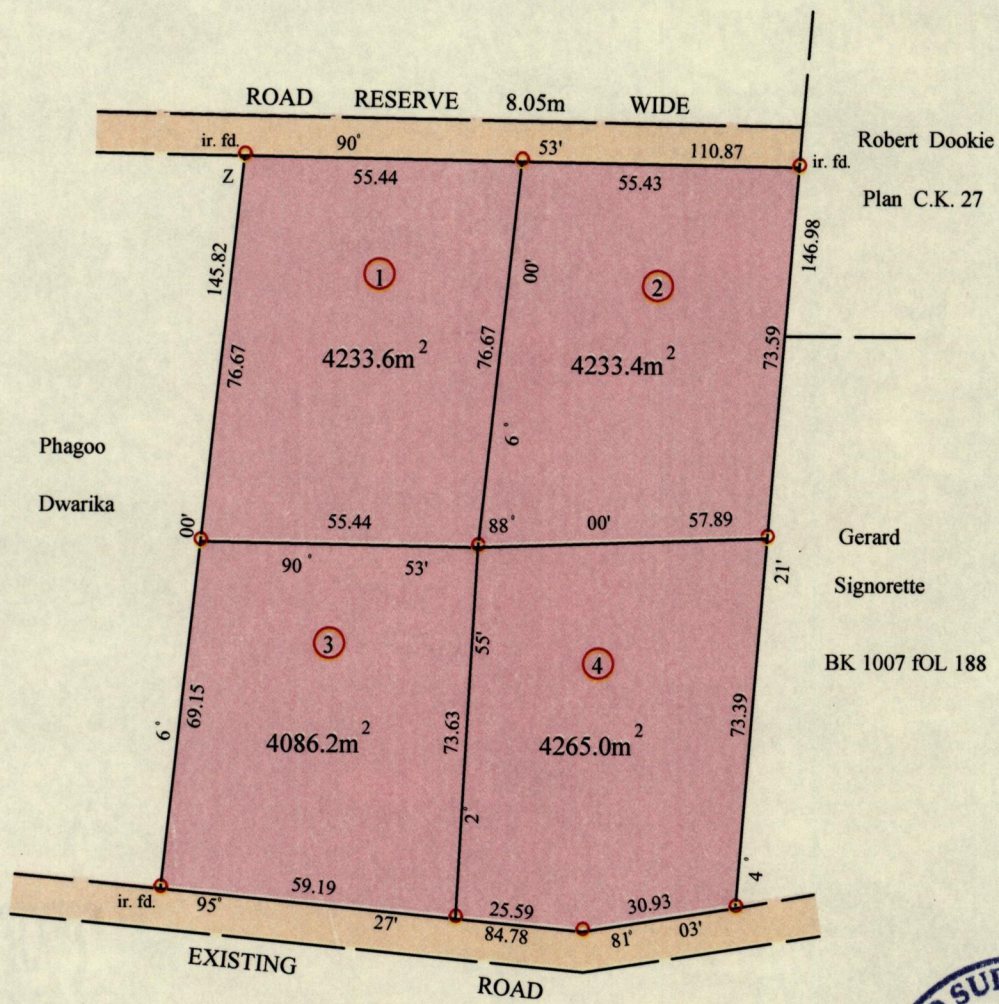 ROAD RESERVE 8.05m WIDE
ir. fd. 90° 53' 110.87 ir. fd.
Robert Dookie
Plan C.K. 27
Z 55.44 55.43
145.82
146.98
00'
1
2
4233.6m²
4233.4m²
76.67
76.67
73.59
6°
Phagoo
Dwarika
00'
55.44
88° 00' 57.89
90° 53'
Gerard
Signorette
21'
BK 1007 fOL 188
3
4
55'
69.15
73.63
73.39
6°
4086.2m²
4265.0m²
2°
4°
ir. fd. 95° 59.19 27'
25.59
84.78
30.93
81° 03'
EXISTING ROAD